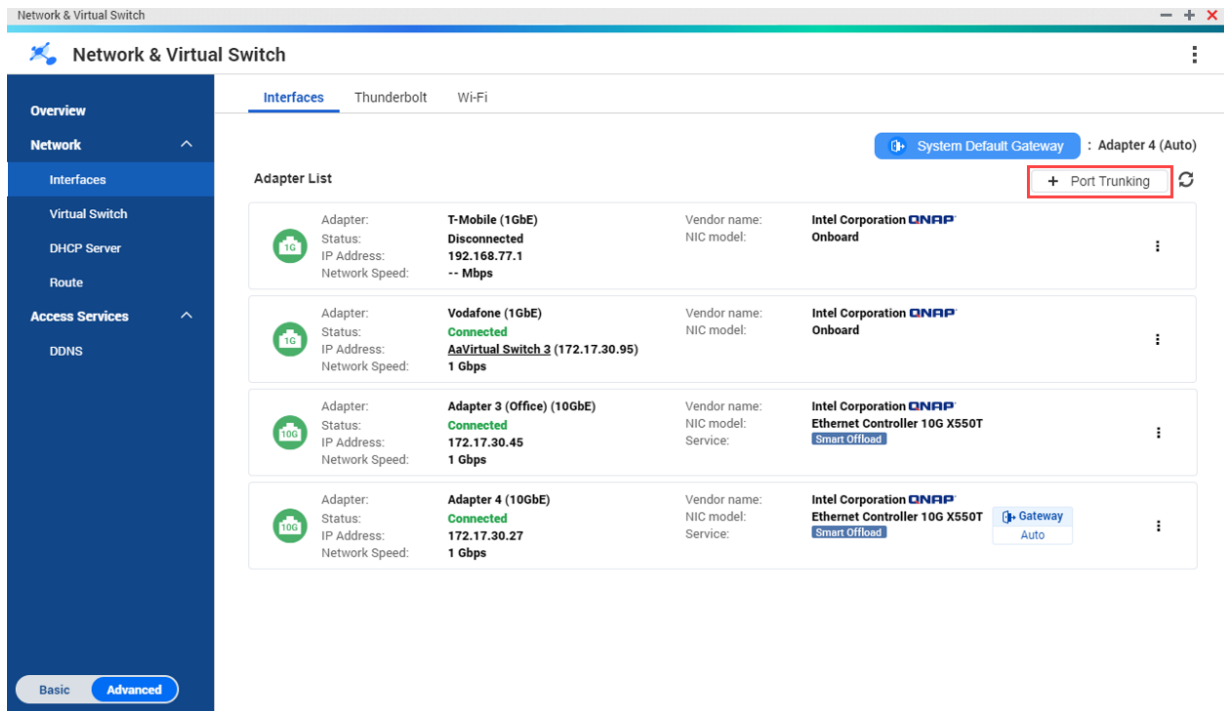 Network & Virtual Switch
Network & Virtual Switch
Overview
Network
Interfaces
Virtual Switch
DHCP Server
Route
Access Services
DDNS
Basic Advanced
Interfaces Thunderbolt Wi-Fi
System Default Gateway : Adapter 4 (Auto)
Adapter List + Port Trunking
1G
Adapter: T-Mobile (1GbE) Vendor name: Intel Corporation QNAP
Status: Disconnected NIC model: Onboard
IP Address: 192.168.77.1
Network Speed: -- Mbps
1G
Adapter: Vodafone (1GbE) Vendor name: Intel Corporation QNAP
Status: Connected NIC model: Onboard
IP Address: AaVirtual Switch 3 (172.17.30.95)
Network Speed: 1 Gbps
10G
Adapter: Adapter 3 (Office) (10GbE) Vendor name: Intel Corporation QNAP
Status: Connected NIC model: Ethernet Controller 10G X550T
IP Address: 172.17.30.45 Service: Smart Offload
Network Speed: 1 Gbps
10G
Adapter: Adapter 4 (10GbE) Vendor name: Intel Corporation QNAP
Status: Connected NIC model: Ethernet Controller 10G X550T Gateway
IP Address: 172.17.30.27 Service: Smart Offload Auto
Network Speed: 1 Gbps